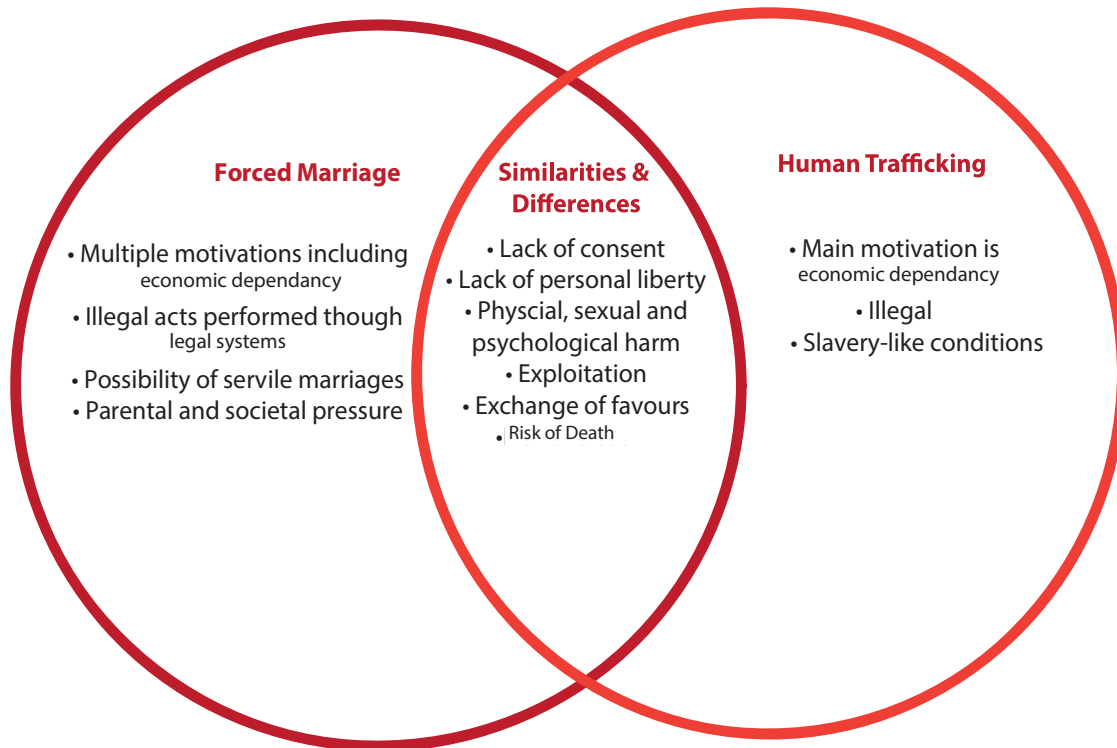 Forced Marriage
• Multiple motivations including
economic dependancy
• Illegal acts performed though
legal systems
• Possibility of servile marriages
• Parental and societal pressure
Similarities &
Differences
• Lack of consent
• Lack of personal liberty
• Physcial, sexual and
psychological harm
• Exploitation
• Exchange of favours
• Risk of Death
Human Trafficking
• Main motivation is
economic dependancy
• Illegal
• Slavery-like conditions